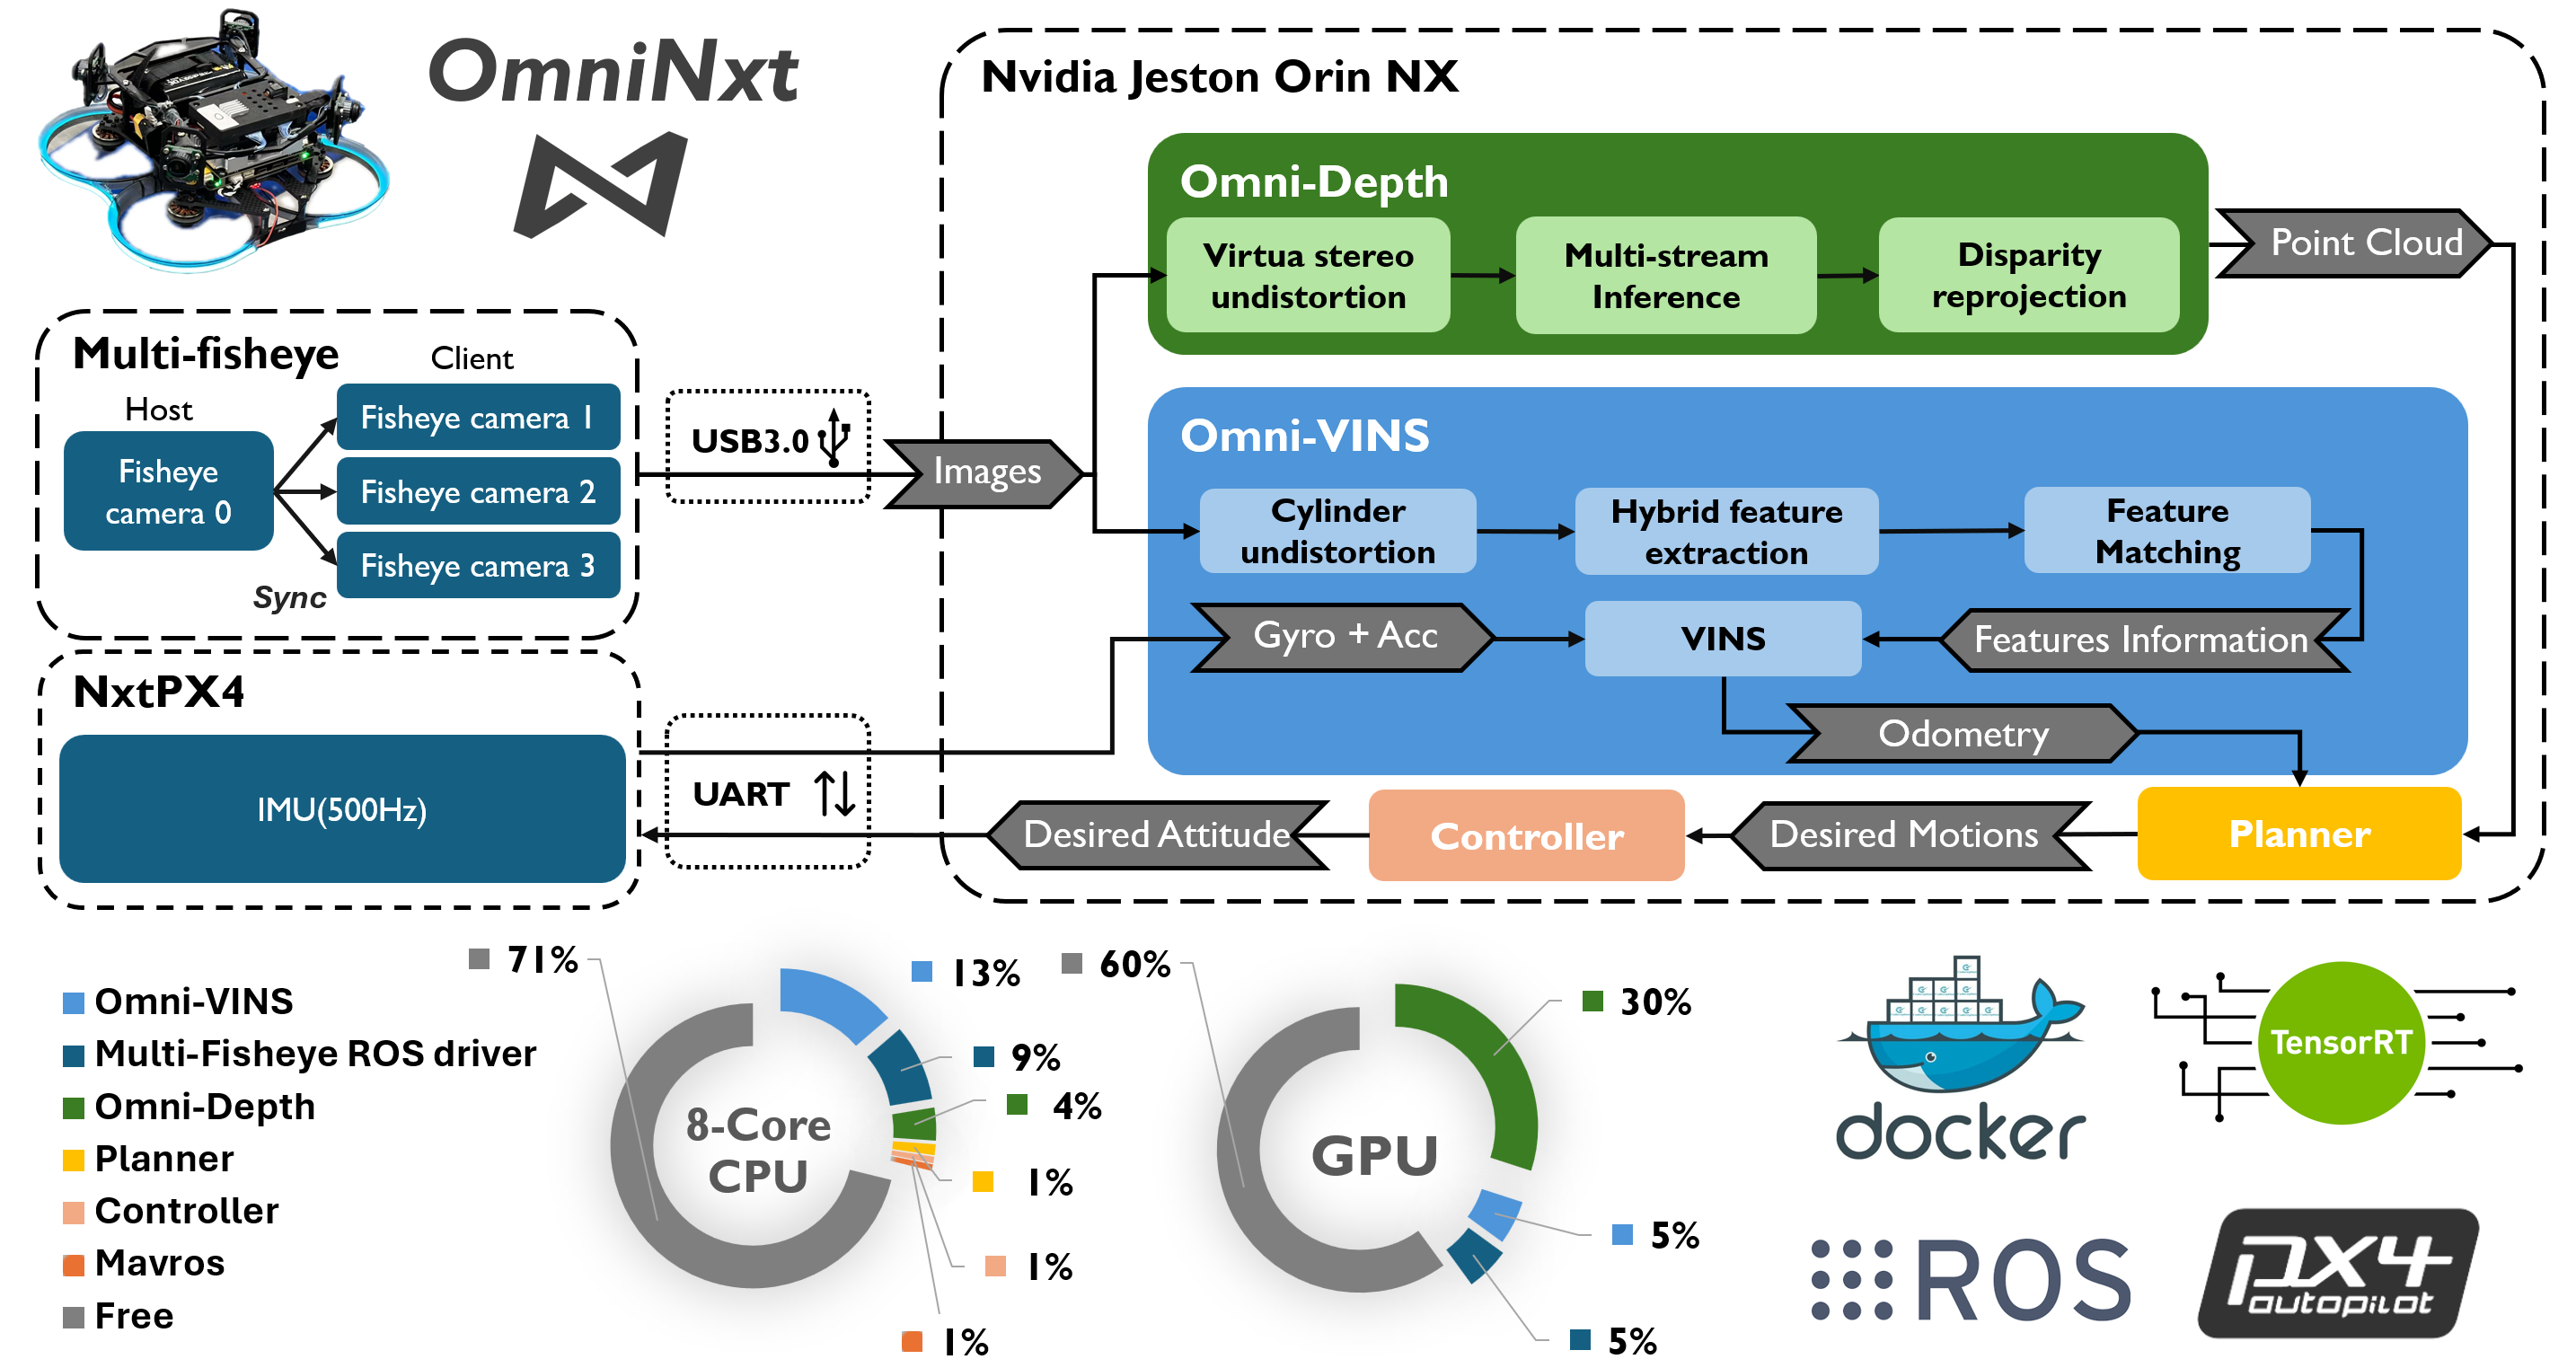 OmniNxt
Nvidia Jeston Orin NX
Omni-Depth
Virtua stereo
undistortion
Multi-stream
Inference
Disparity
reprojection
Point Cloud
Multi-fisheye
Client
Host
Fisheye
camera 0
Fisheye camera 1
Fisheye camera 2
Fisheye camera 3
Sync
USB3.0
Images
Omni-VINS
Cylinder
undistortion
Hybrid feature
extraction
Feature
Matching
Gyro + Acc
VINS
Features Information
Odometry
NxtPX4
IMU(500Hz)
UART
Desired Attitude
Controller
Desired Motions
Planner
Omni-VINS
Multi-Fisheye ROS driver
Omni-Depth
Planner
Controller
Mavros
Free
71%
13%
9%
4%
1%
1%
1%
8-Core
CPU
60%
30%
5%
5%
GPU
docker
TensorRT
ROS
px4
autopilot